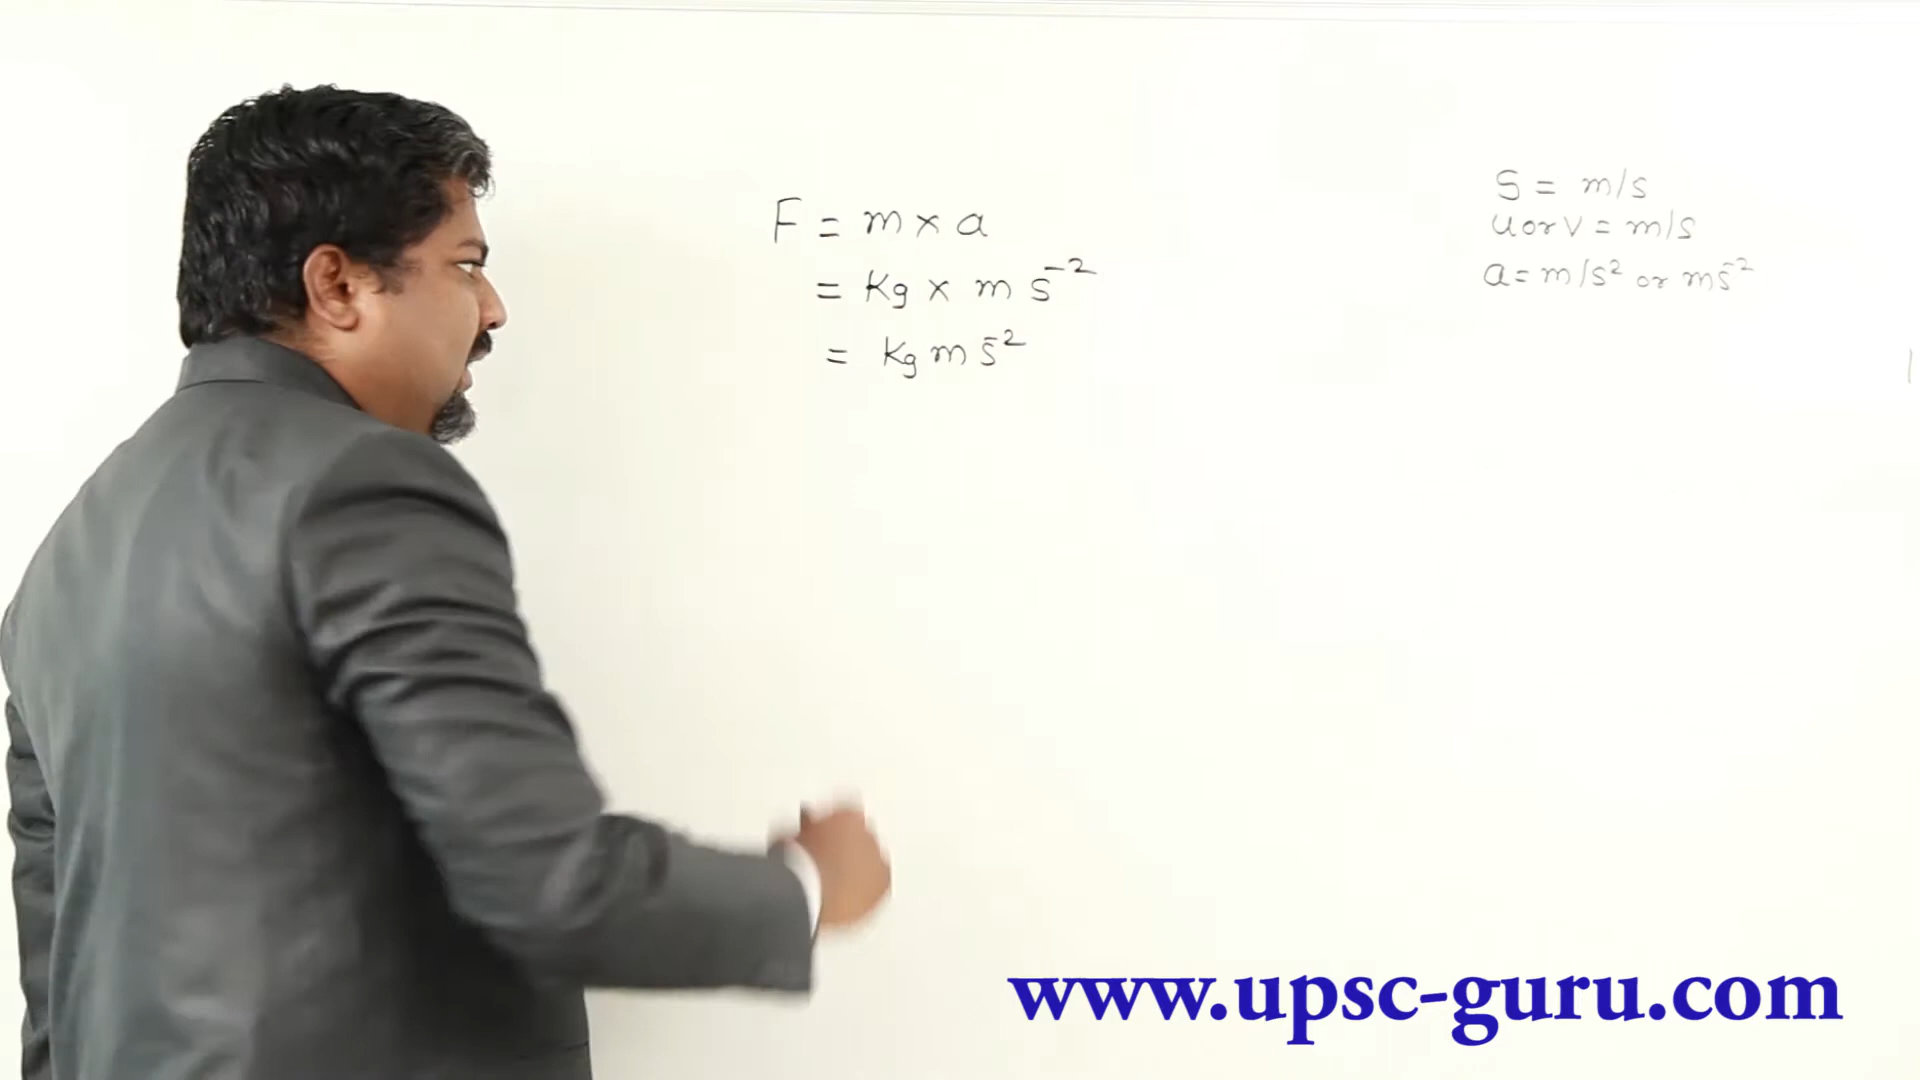 F = m × a
= Kg × m s⁻²
= Kg m s⁻²
S = m/s
u or v = m/s
a = m/s² or ms⁻²
www.upsc-guru.com